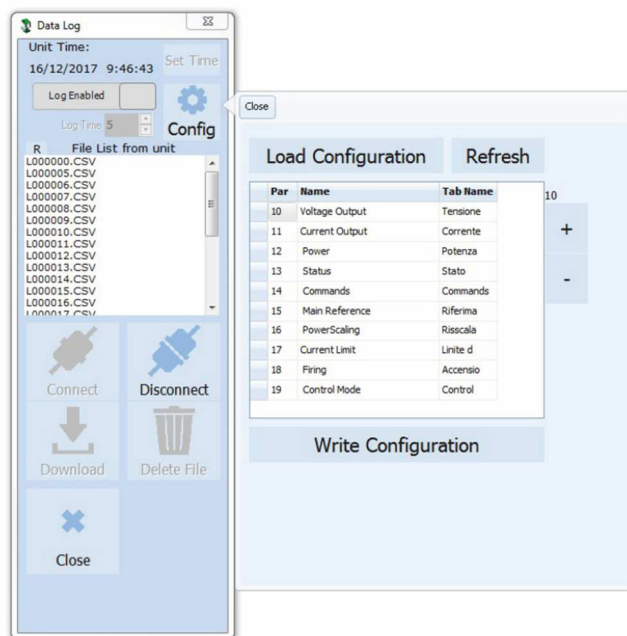 Data Log
Unit Time:
16/12/2017 9:46:43
Set Time
Log Enabled
Log Time 5
Config
R File List from unit
L000000.CSV
L000005.CSV
L000006.CSV
L000007.CSV
L000008.CSV
L000009.CSV
L000010.CSV
L000011.CSV
L000012.CSV
L000013.CSV
L000014.CSV
L000015.CSV
L000016.CSV
L000017.CSV
Connect
Disconnect
Download
Delete File
Close
Close
Load Configuration
Refresh
Par Name Tab Name
10 Voltage Output Tensione
11 Current Output Corrente
12 Power Potenza
13 Status Stato
14 Commands Commands
15 Main Reference Riferima
16 PowerScaling Risscala
17 Current Limit Linite d
18 Firing Accensio
19 Control Mode Control
10
+
-
Write Configuration